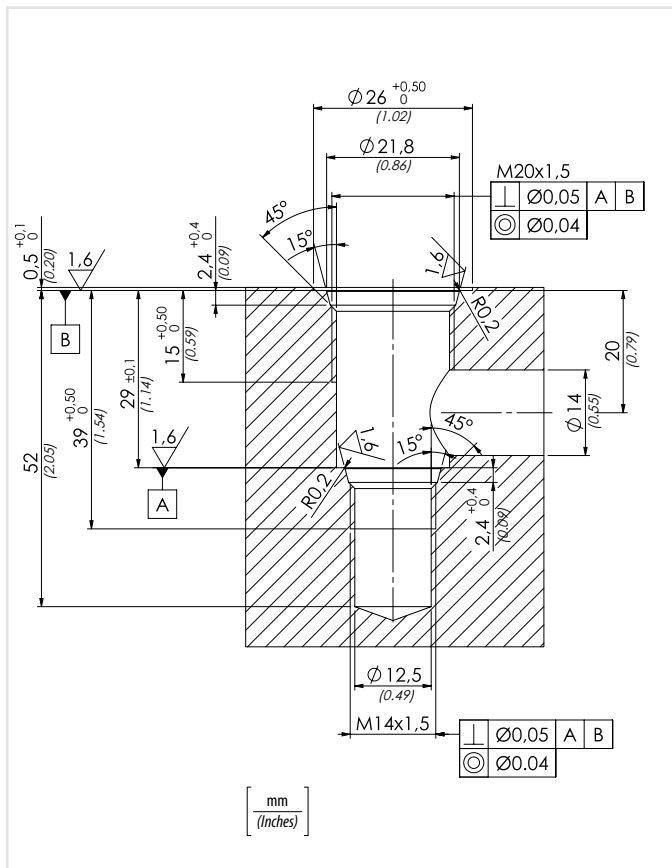 Ø26 +0,50 0
(1.02)
Ø21,8
(0.86)
M20x1,5
⊥ Ø0,05 A B
◎ Ø0,04
45°
15°
2,4 +0,4 0
(0.09)
0,5 +0,1 0
(0.20)
1,6
1,6
R0,2
B
15 +0,50 0
(0.59)
29 ±0,1
(1.14)
39 +0,50 0
(1.54)
52
(2.05)
20
(0.79)
Ø14
(0.55)
1,6
A
1,6
R0,2
15°
45°
2,4 +0,4 0
(0.09)
Ø12,5
(0.49)
M14x1,5
⊥ Ø0,05 A B
◎ Ø0.04
mm
(Inches)